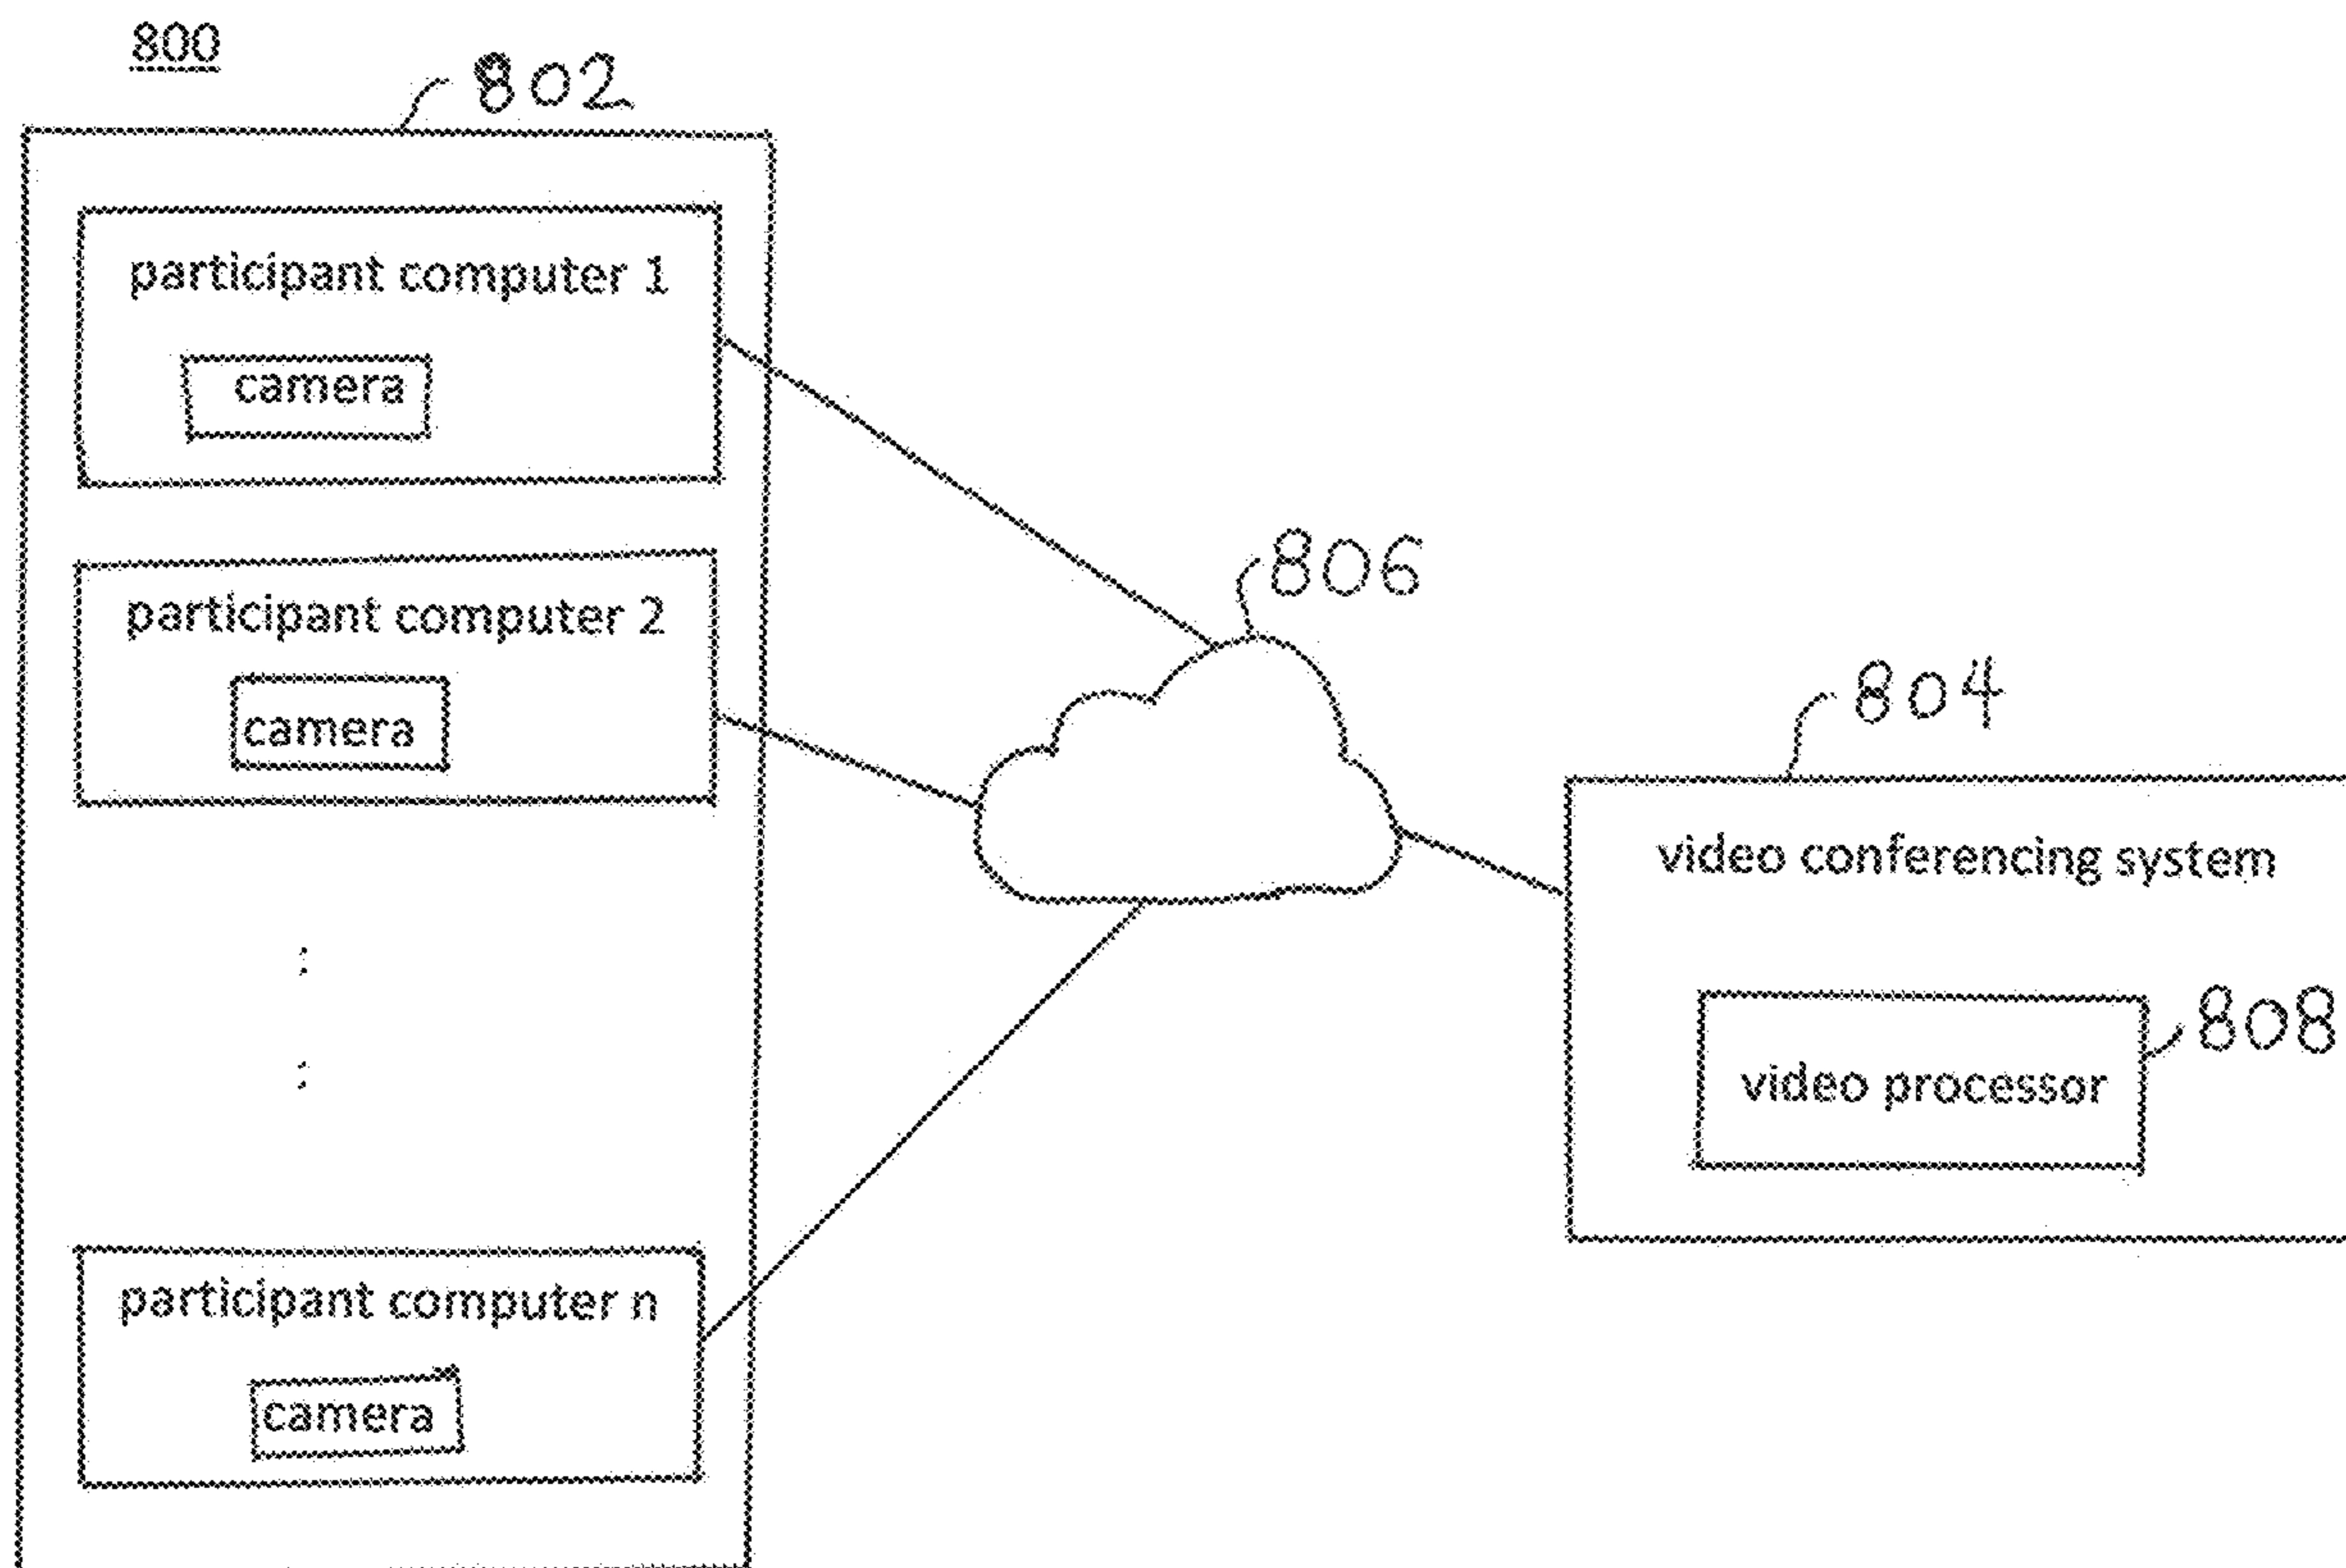 800
802
participant computer 1
camera
participant computer 2
camera
:
:
participant computer n
camera
806
804
video conferencing system
video processor
808